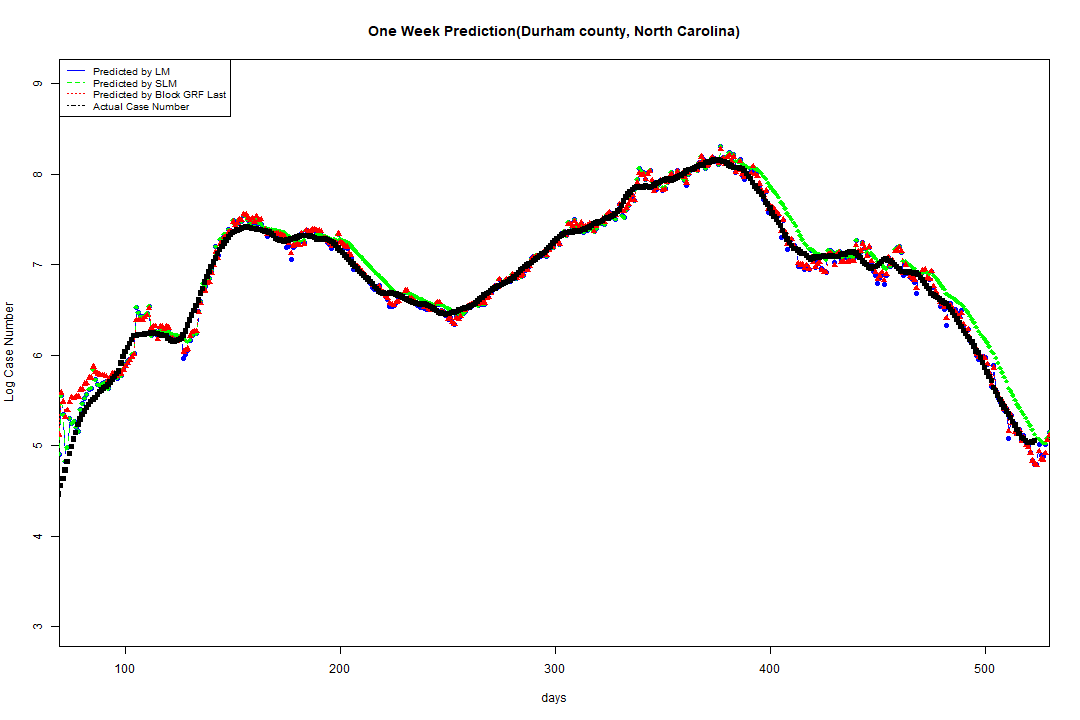 One Week Prediction(Durham county, North Carolina)
Predicted by LM
Predicted by SLM
Predicted by Block GRF Last
Actual Case Number
9
8
7
6
5
4
3
Log Case Number
100 200 300 400 500
days